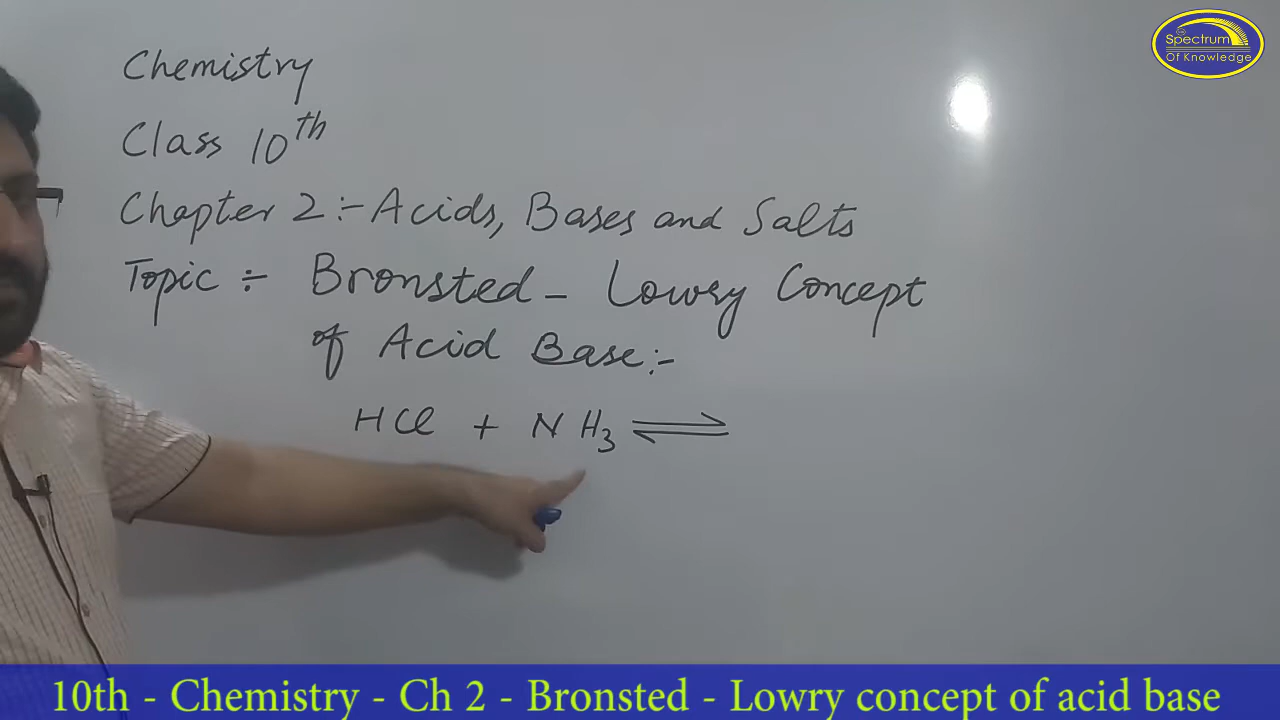 Spectrum
Of Knowledge
Chemistry
Class 10th
Chapter 2 :- Acids, Bases and Salts
Topic ÷ Bronsted - Lowry Concept
of Acid Base:-
HCl + NH3 ⇌
10th - Chemistry - Ch 2 - Bronsted - Lowry concept of acid base